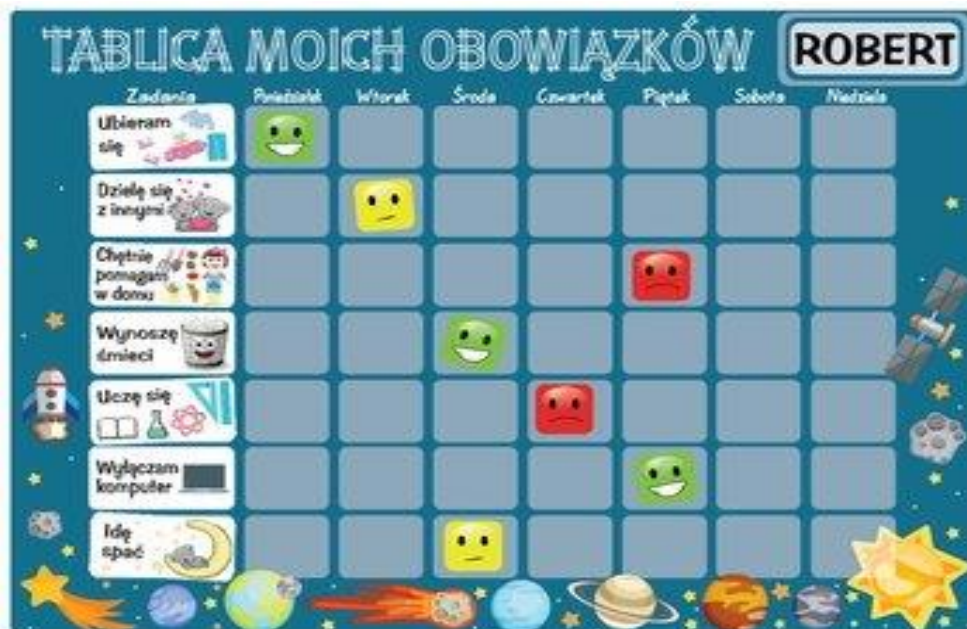 TABLICA MOICH OBOWIĄZKÓW
ROBERT
Zadania Poniedziałek Wtorek Środa Czwartek Piątek Sobota Niedziela
Ubieram
się
Dzielę się
z innymi
Chętnie
pomagam
w domu
Wynoszę
śmieci
Uczę się
Wyłączam
komputer
Idę
spać